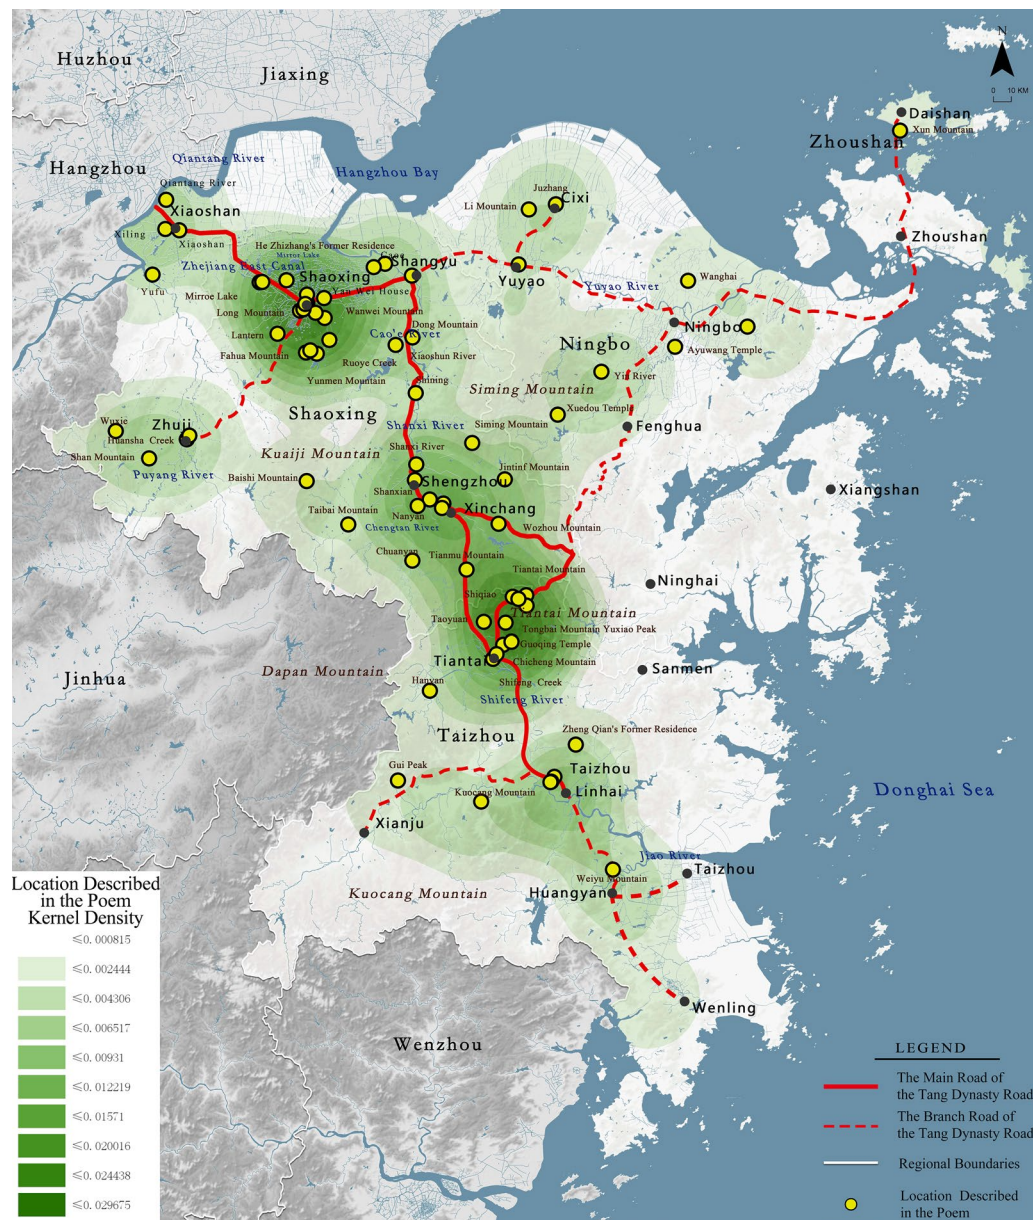 Huzhou
Jiaxing
Hangzhou
Qiantang River
Hangzhou Bay
Qiantang River
Xiaoshan
Xiling
Xiaoshan
Yufu
Zhejiang East Canal
He Zhizhang's Former Residence
Mirror Lake
Caoe
Shangyu
Shaoxing
Mirroe Lake
Yan Wei House
Long Mountain
Wanwei Mountain
Lantern
Cao'e River
Dong Mountain
Fahua Mountain
Ruoye Creek
Xiaoshun River
Yunmen Mountain
Shining
Juzhang
Cixi
Li Mountain
Yuyao
Yuyao River
Wanghai
Ningbo
Ningbo
Ayuwang Temple
Yin River
N
0 10 KM
Daishan
Xun Mountain
Zhoushan
Zhoushan
Siming Mountain
Shaoxing
Xuedou Temple
Siming Mountain
Fenghua
Shanxi River
Wuxie
Zhuji
Huansha Creek
Shan Mountain
Puyang River
Kuaiji Mountain
Shanxi River
Baishi Mountain
Shengzhou
Jintinf Mountain
Xiangshan
Shanxian
Nanyan
Xinchang
Taibai Mountain
Chengtan River
Wozhou Mountain
Chuanyan
Tianmu Mountain
Tiantai Mountain
Ninghai
Shiqiao
Tiantai Mountain
Taoyuan
Tongbai Mountain Yuxiao Peak
Guoqing Temple
Tiantai
Chicheng Mountain
Sanmen
Jinhua
Dapan Mountain
Hanyan
Shifeng Creek
Shifeng River
Taizhou
Zheng Qian's Former Residence
Gui Peak
Taizhou
Kuocang Mountain
Linhai
Donghai Sea
Xianju
Jiao River
Weiyu Mountain
Taizhou
Kuocang Mountain
Huangyan
Wenling
Wenzhou
Location Described
in the Poem
Kernel Density
≤0.000815
≤0.002444
≤0.004306
≤0.006517
≤0.00931
≤0.012219
≤0.01571
≤0.020016
≤0.024438
≤0.029675
LEGEND
The Main Road of
the Tang Dynasty Road
The Branch Road of
the Tang Dynasty Road
Regional Boundaries
Location Described
in the Poem